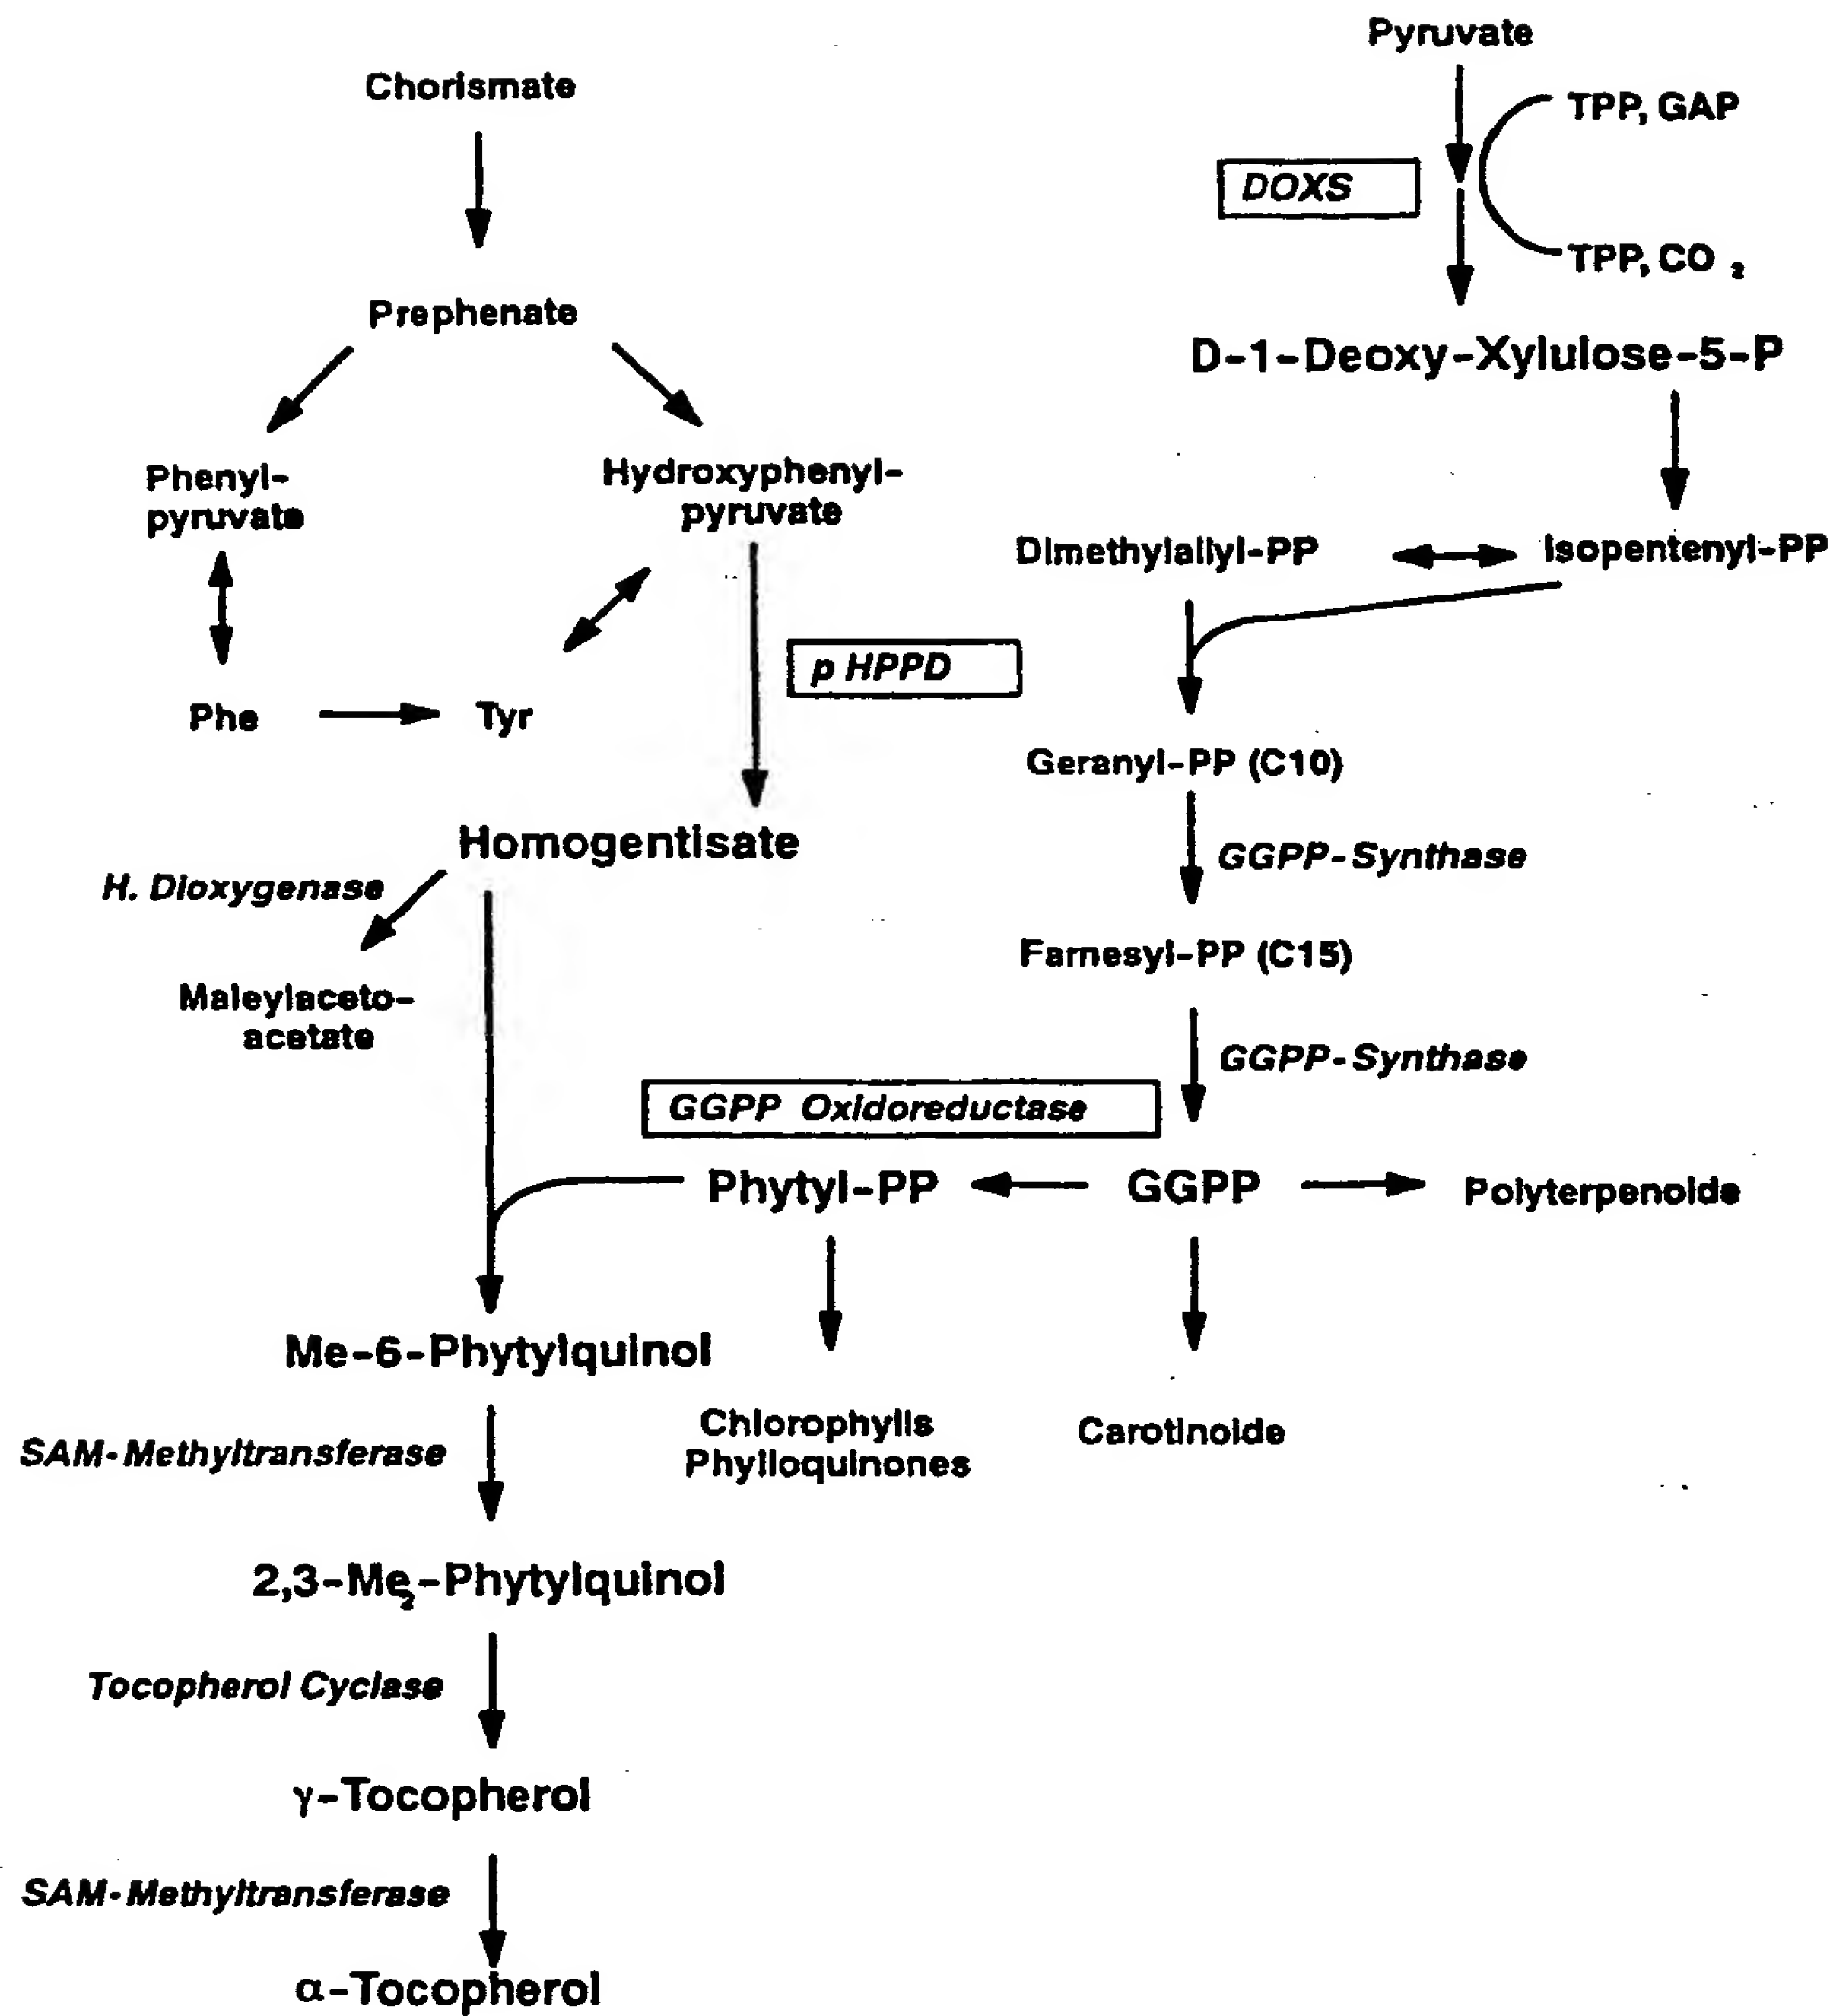 Pyruvate
Chorismate
TPP, GAP
DOXS
TPP, CO 2
Prephenate
D-1-Deoxy-Xylulose-5-P
Phenyl-
pyruvate
Hydroxyphenyl-
pyruvate
Dimethylallyl-PP
Isopentenyl-PP
p HPPD
Phe
Tyr
Geranyl-PP (C10)
Homogentisate
GGPP-Synthase
H. Dioxygenase
Farnesyl-PP (C15)
Maleylaceto-
acetate
GGPP-Synthase
GGPP Oxidoreductase
Phytyl-PP
GGPP
Polyterpenoide
Me-6-Phytylquinol
Chlorophylls
Phylloquinones
Carotinoide
SAM-Methyltransferase
2,3-Me2-Phytylquinol
Tocopherol Cyclase
γ-Tocopherol
SAM-Methyltransferase
α-Tocopherol